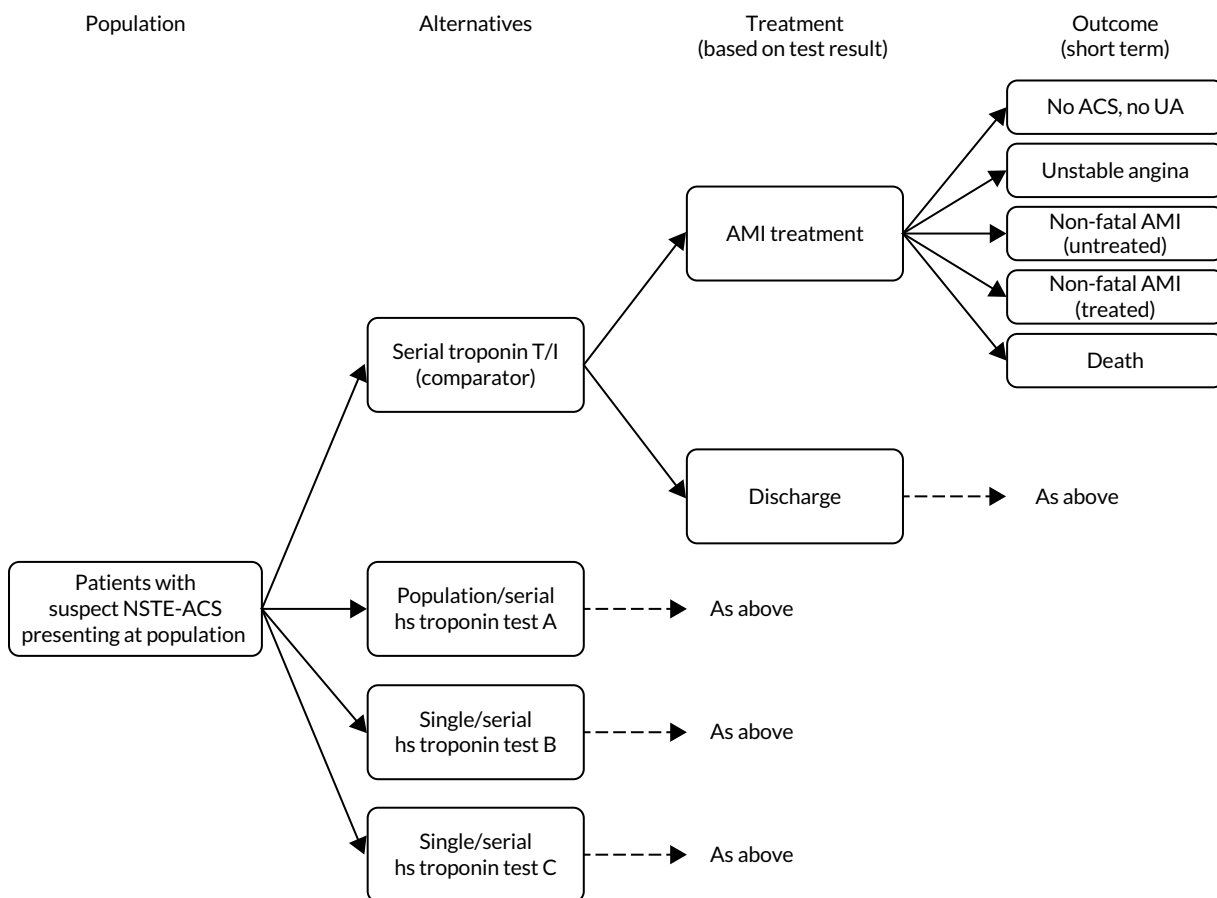 Population
Alternatives
Treatment
(based on test result)
Outcome
(short term)
No ACS, no UA
Unstable angina
AMI treatment
Non-fatal AMI
(untreated)
Non-fatal AMI
(treated)
Serial troponin T/I
(comparator)
Death
Discharge
As above
Patients with
suspect NSTE-ACS
presenting at population
Population/serial
hs troponin test A
As above
Single/serial
hs troponin test B
As above
Single/serial
hs troponin test C
As above